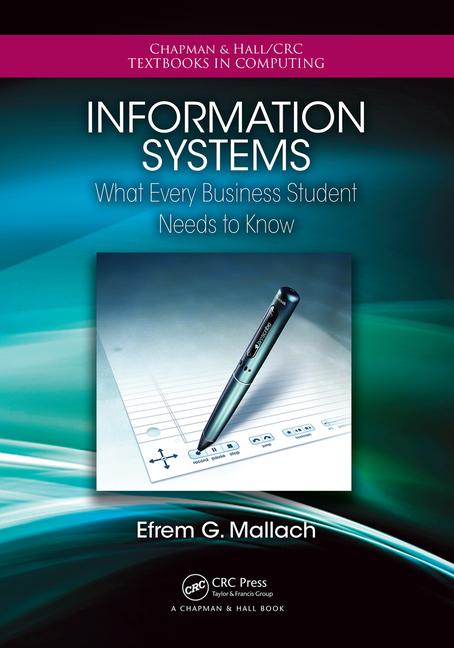 CHAPMAN & HALL/CRC
TEXTBOOKS IN COMPUTING
INFORMATION
SYSTEMS
What Every Business Student
Needs to Know
record pause stop
Efrem G. Mallach
CRC
CRC Press
Taylor & Francis Group
A CHAPMAN & HALL BOOK